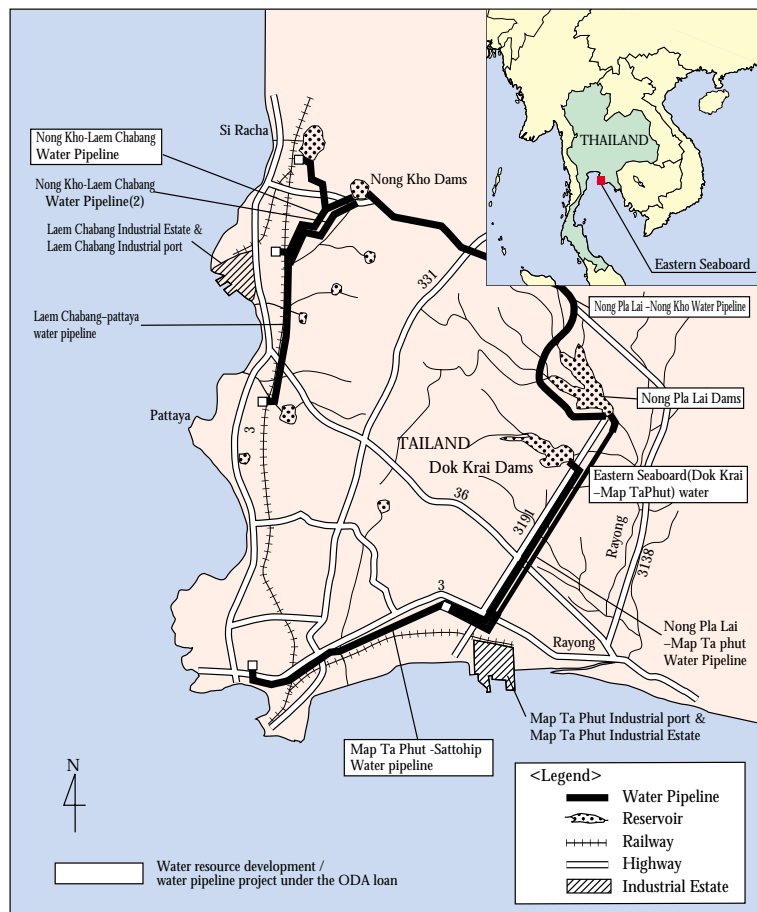 THAILAND
Eastern Seaboard
Si Racha
Nong Kho-Laem Chabang
Water Pipeline
Nong Kho Dams
Nong Kho-Laem Chabang
Water Pipeline(2)
Laem Chabang Industrial Estate &
Laem Chabang Industrial port
331
Nong Pla Lai –Nong Kho Water Pipeline
Laem Chabang–pattaya
water pipeline
Nong Pla Lai Dams
Pattaya
3
TAILAND
Dok Krai Dams
Eastern Seaboard(Dok Krai
–Map TaPhut) water
36
3191
Rayong
3138
3
Rayong
Nong Pla Lai
–Map Ta phut
Water Pipeline
Map Ta Phut Industrial port &
Map Ta Phut Industrial Estate
Map Ta Phut -Sattohip
Water pipeline
N
<Legend>
Water Pipeline
Reservoir
Railway
Highway
Industrial Estate
Water resource development /
water pipeline project under the ODA loan